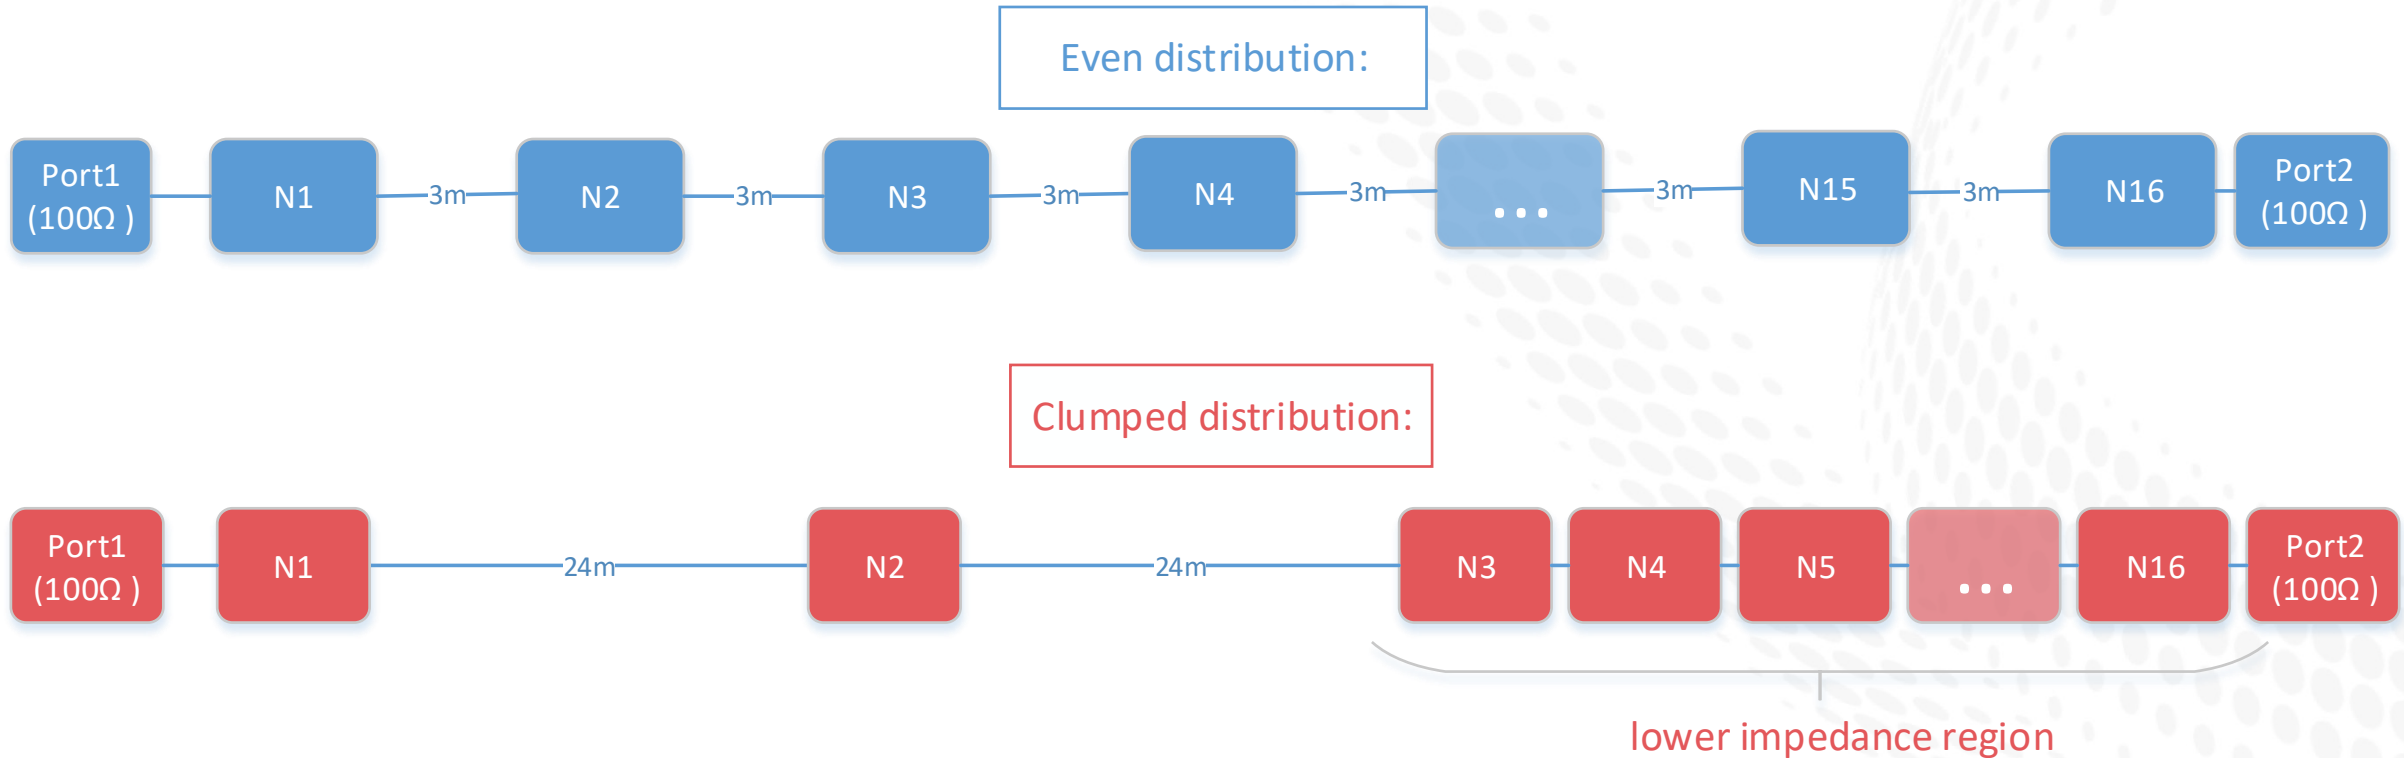 Even distribution:
Port1
(100Ω )
N1
3m
N2
3m
N3
3m
N4
3m
...
3m
N15
3m
N16
Port2
(100Ω )
Clumped distribution:
Port1
(100Ω )
N1
24m
N2
24m
N3
N4
N5
...
N16
Port2
(100Ω )
lower impedance region